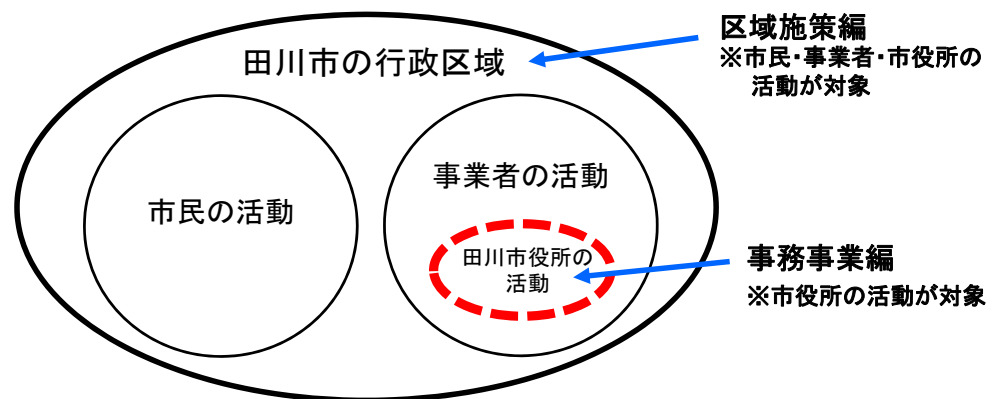 田川市の行政区域
市民の活動
事業者の活動
田川市役所の
活動
区域施策編
※市民・事業者・市役所の
活動が対象
事務事業編
※市役所の活動が対象